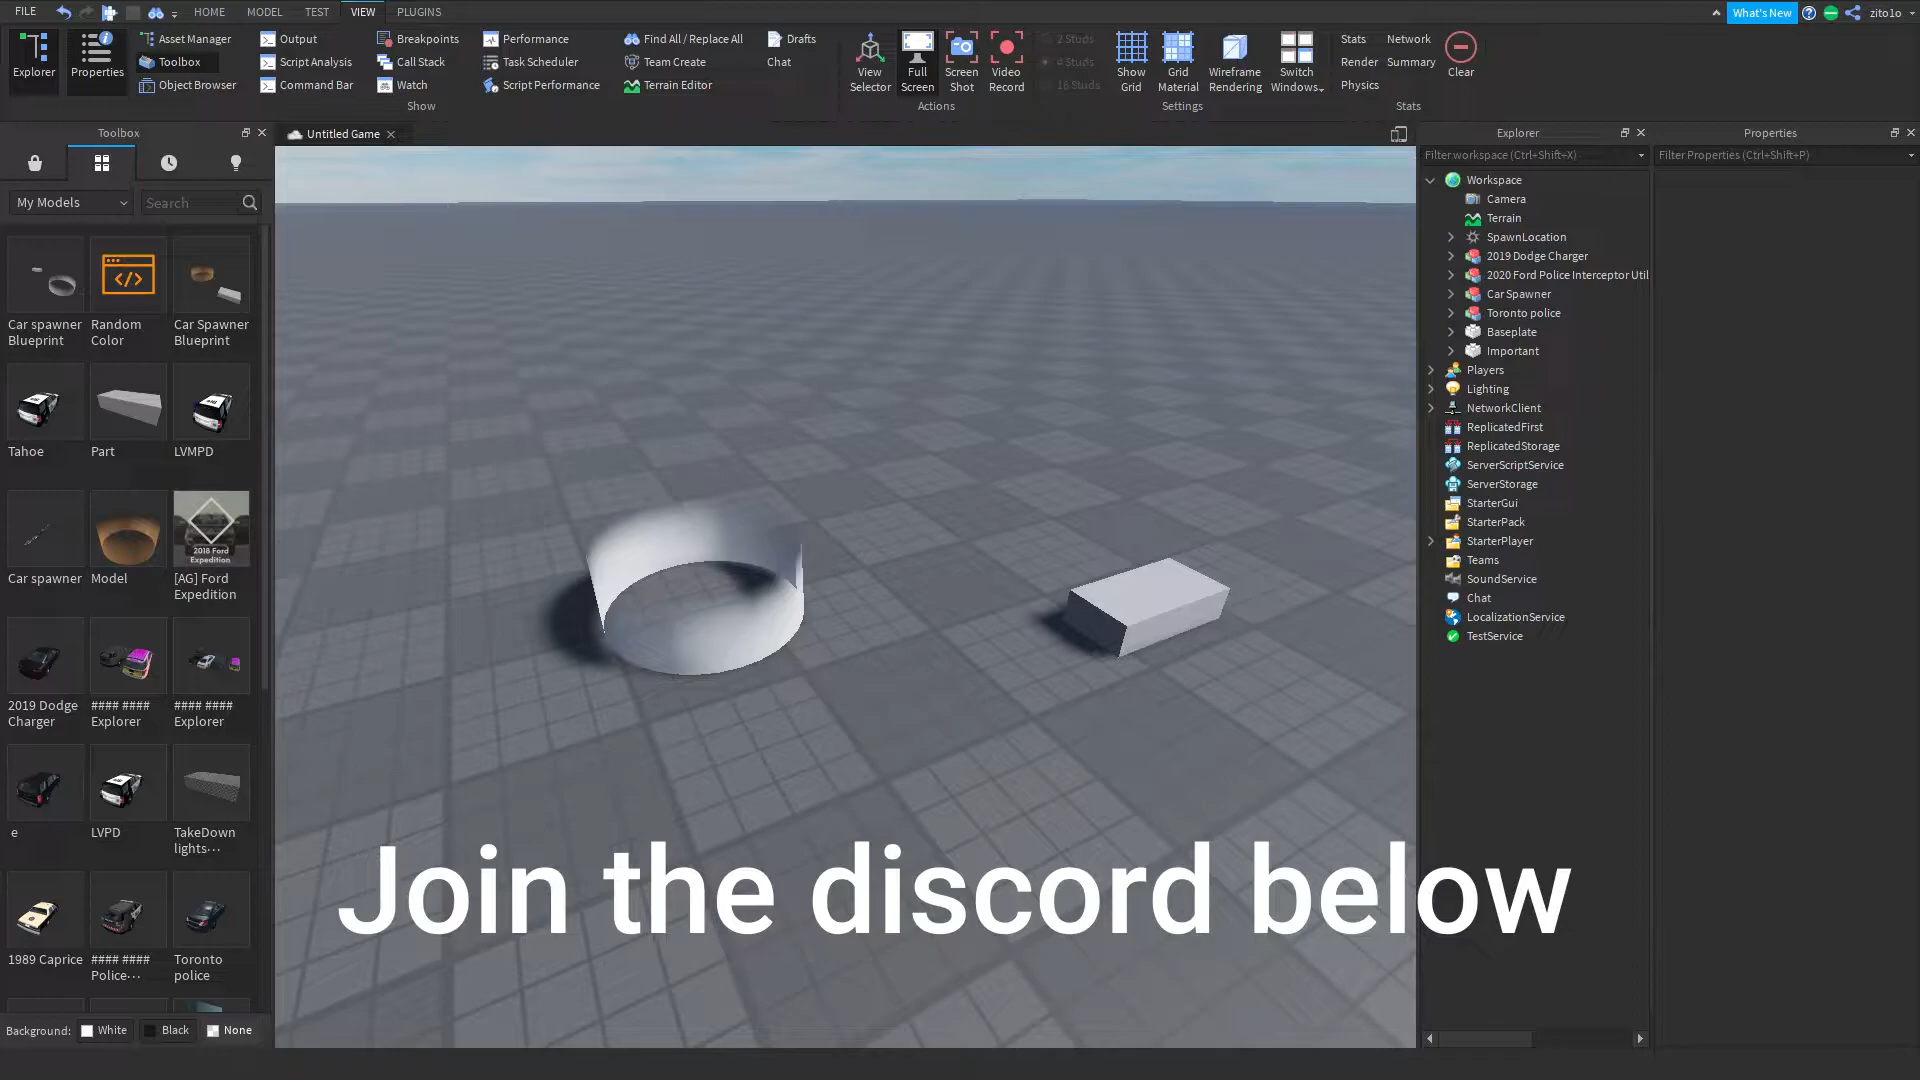 FILE
HOME
MODEL
TEST
VIEW
PLUGINS
What's New
zito1o
Explorer
Properties
Asset Manager
Toolbox
Object Browser
Output
Script Analysis
Command Bar
Breakpoints
Call Stack
Watch
Performance
Task Scheduler
Script Performance
Find All / Replace All
Team Create
Terrain Editor
Drafts
Chat
Show
View
Selector
Full
Screen
Screen
Shot
Video
Record
Actions
2 Studs
4 Studs
16 Studs
Show
Grid
Grid
Material
Wireframe
Rendering
Switch
Windows
Settings
Stats
Network
Render
Summary
Physics
Clear
Stats
Toolbox
Untitled Game
My Models
Search
Car spawner
Blueprint
Random
Color
Car Spawner
Blueprint
Tahoe
Part
LVMPD
Car spawner
Model
2018 Ford
Expedition
[AG] Ford
Expedition
2019 Dodge
Charger
#### ####
Explorer
#### ####
Explorer
e
LVPD
TakeDown
lights...
1989 Caprice
#### ####
Police...
Toronto
police
Background:
White
Black
None
Join the discord below
Explorer
Filter workspace (Ctrl+Shift+X)
Workspace
Camera
Terrain
SpawnLocation
2019 Dodge Charger
2020 Ford Police Interceptor Util
Car Spawner
Toronto police
Baseplate
Important
Players
Lighting
NetworkClient
ReplicatedFirst
ReplicatedStorage
ServerScriptService
ServerStorage
StarterGui
StarterPack
StarterPlayer
Teams
SoundService
Chat
LocalizationService
TestService
Properties
Filter Properties (Ctrl+Shift+P)